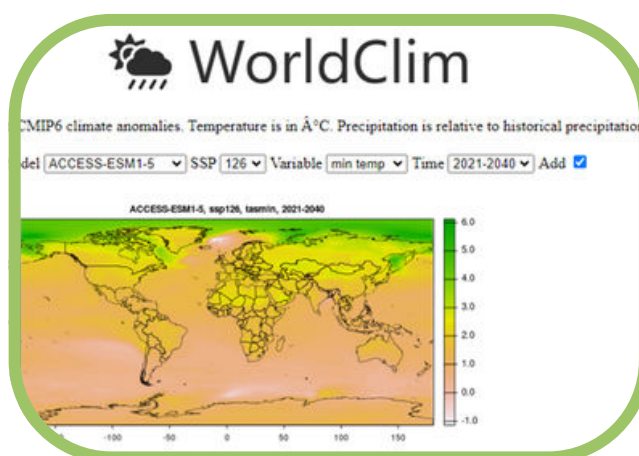 WorldClim
CMIP6 climate anomalies. Temperature is in Â°C. Precipitation is relative to historical precipitation
del ACCESS-ESM1-5 SSP 126 Variable min temp Time 2021-2040 Add
ACCESS-ESM1-5, ssp126, tasmin, 2021-2040
6.0
5.0
4.0
3.0
2.0
1.0
0.0
-1.0
-100 -50 0 50 100 150